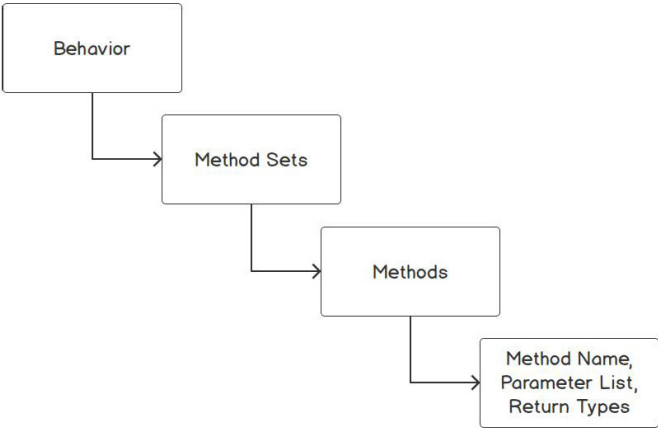 Behavior
Method Sets
Methods
Method Name,
Parameter List,
Return Types